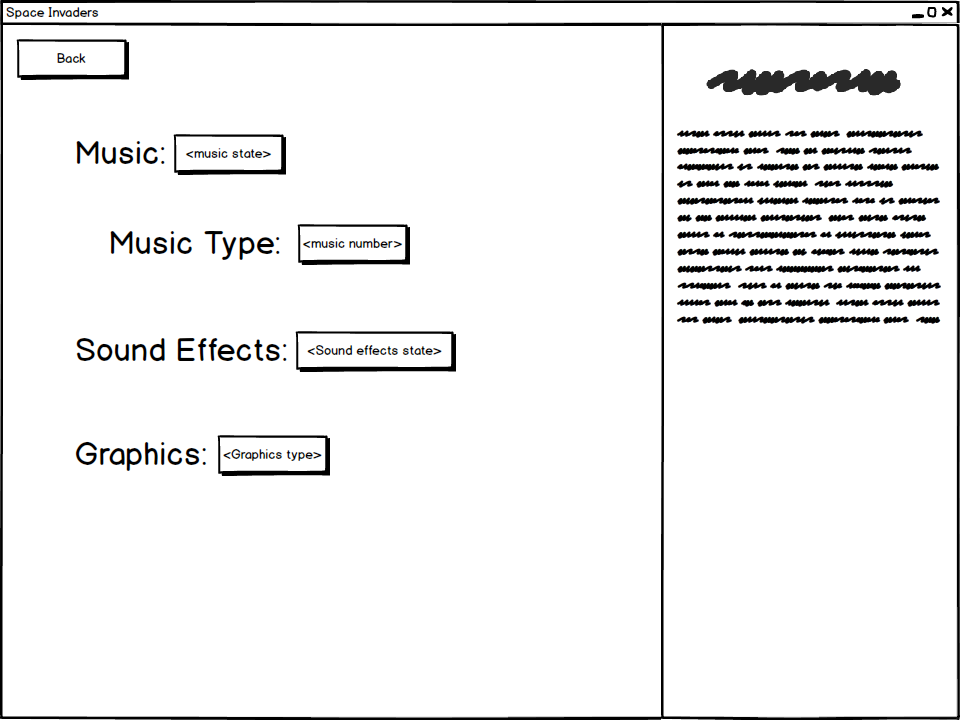 Space Invaders
Back
Music: <music state>
Music Type: <music number>
Sound Effects: <Sound effects state>
Graphics: <Graphics type>